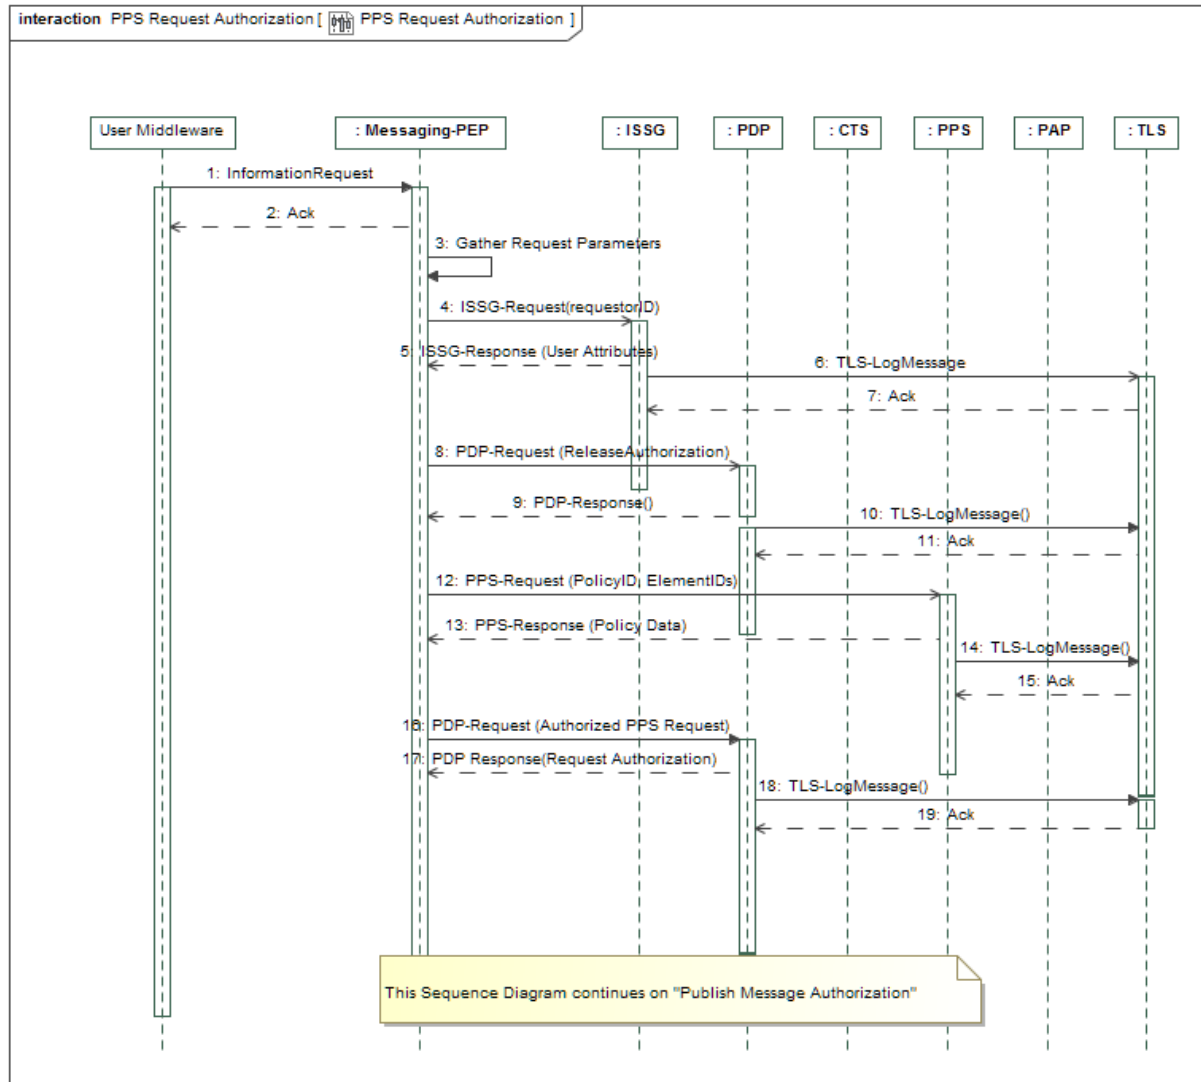 interaction PPS Request Authorization [ PPS Request Authorization ]
User Middleware
: Messaging-PEP
: ISSG
: PDP
: CTS
: PPS
: PAP
: TLS
1: InformationRequest
2: Ack
3: Gather Request Parameters
4: ISSG-Request(requestorID)
5: ISSG-Response (User Attributes)
6: TLS-LogMessage
7: Ack
8: PDP-Request (ReleaseAuthorization)
9: PDP-Response()
10: TLS-LogMessage()
11: Ack
12: PPS-Request (PolicyID, ElementIDs)
13: PPS-Response (Policy Data)
14: TLS-LogMessage()
15: Ack
16: PDP-Request (Authorized PPS Request)
17: PDP Response(Request Authorization)
18: TLS-LogMessage()
19: Ack
This Sequence Diagram continues on "Publish Message Authorization"